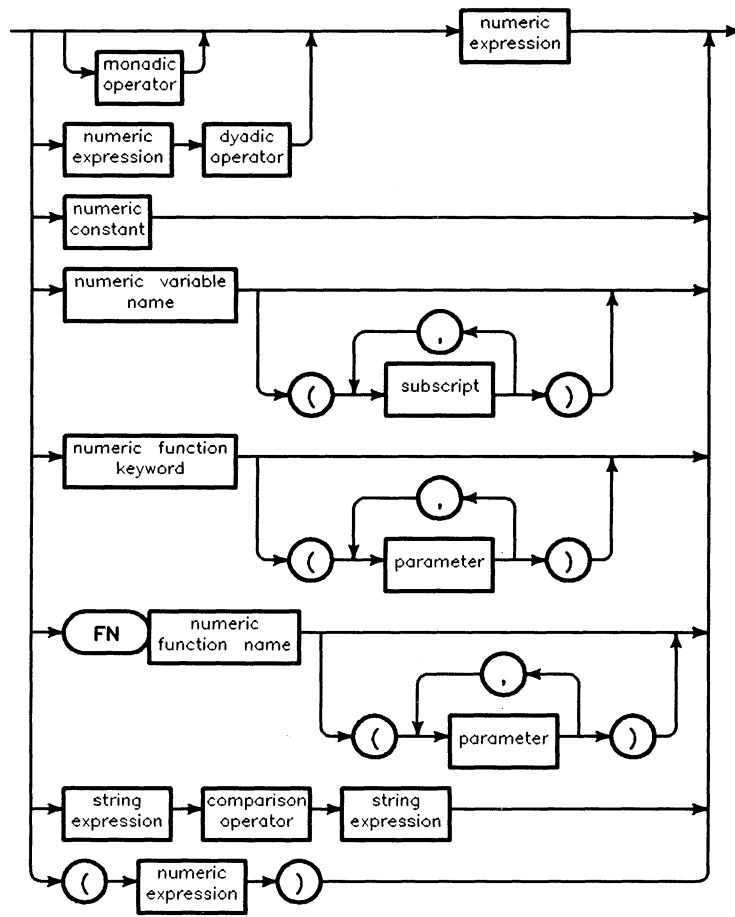 numeric
expression
monadic
operator
numeric
expression
dyadic
operator
numeric
constant
numeric variable
name
,
( subscript )
numeric function
keyword
,
( parameter )
FN
numeric
function name
,
( parameter )
string
expression
comparison
operator
string
expression
(
numeric
expression
)